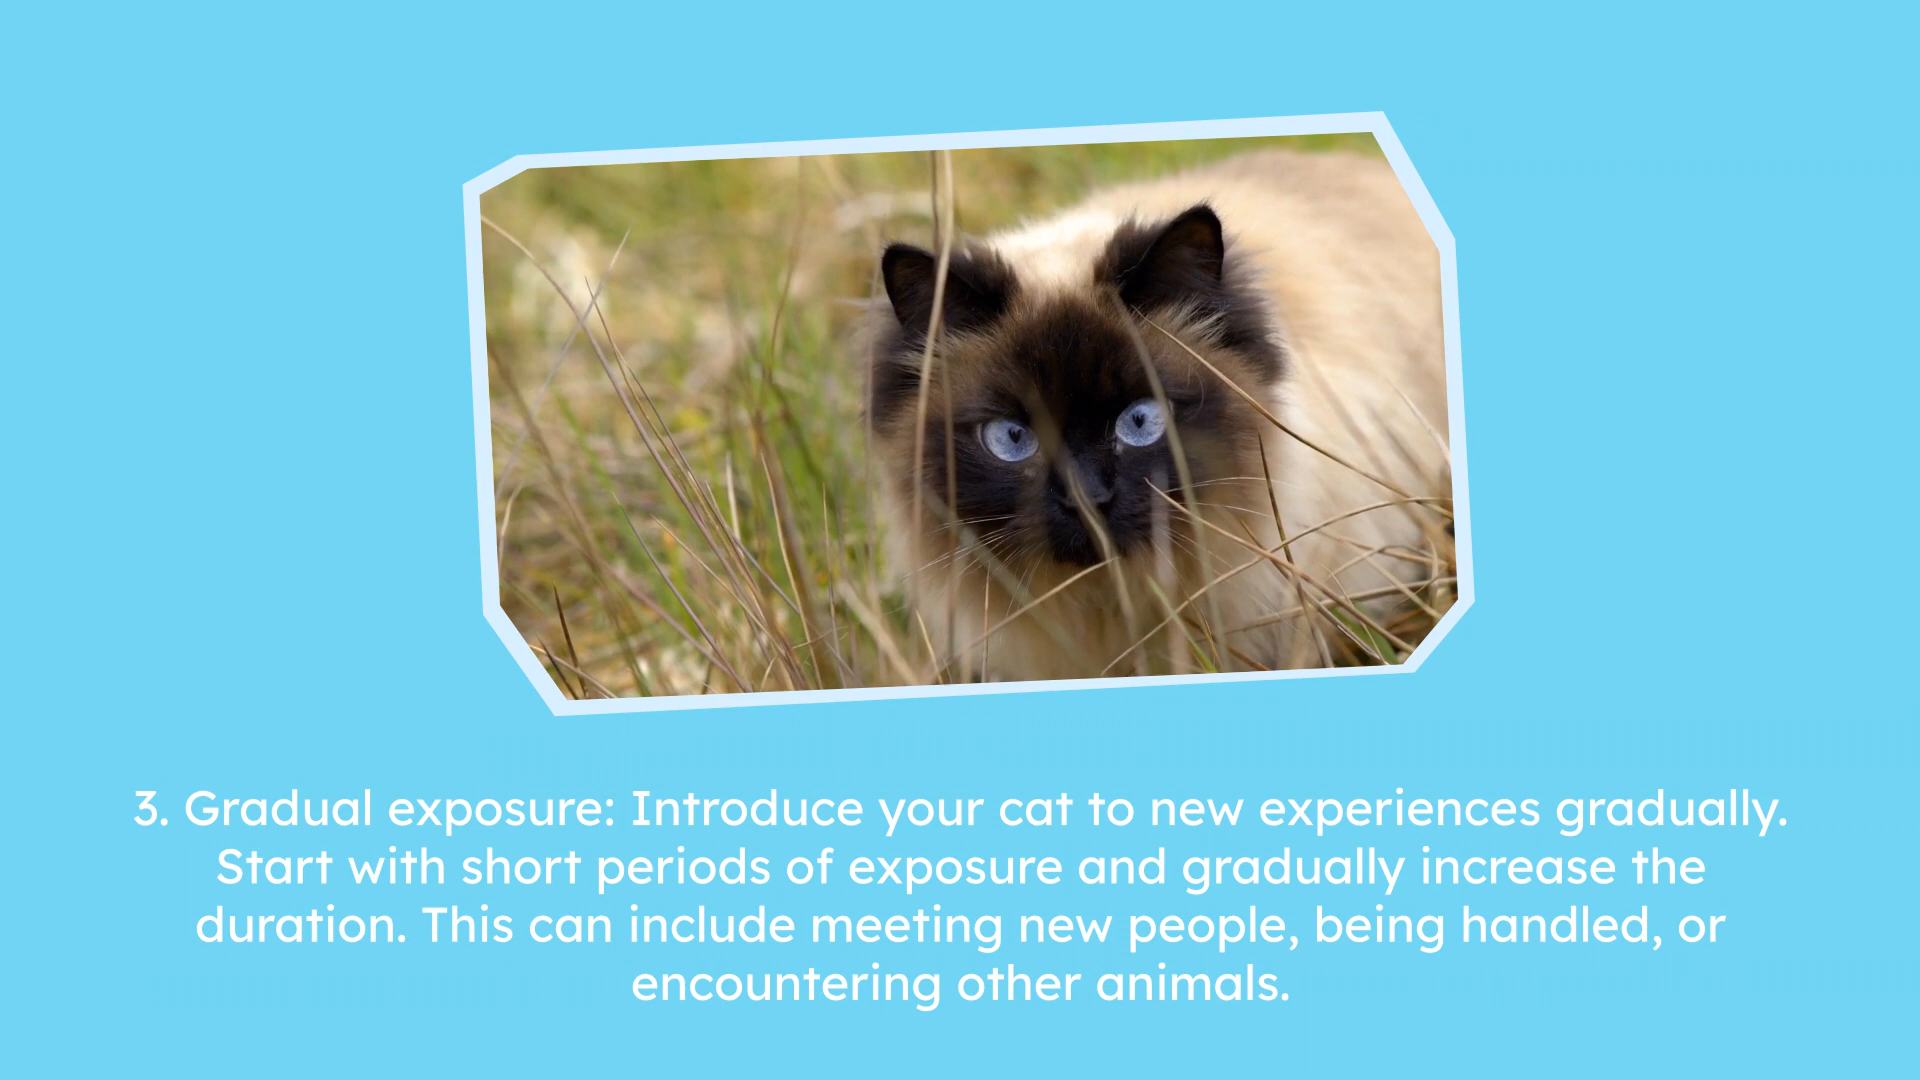 3. Gradual exposure: Introduce your cat to new experiences gradually.
Start with short periods of exposure and gradually increase the
duration. This can include meeting new people, being handled, or
encountering other animals.